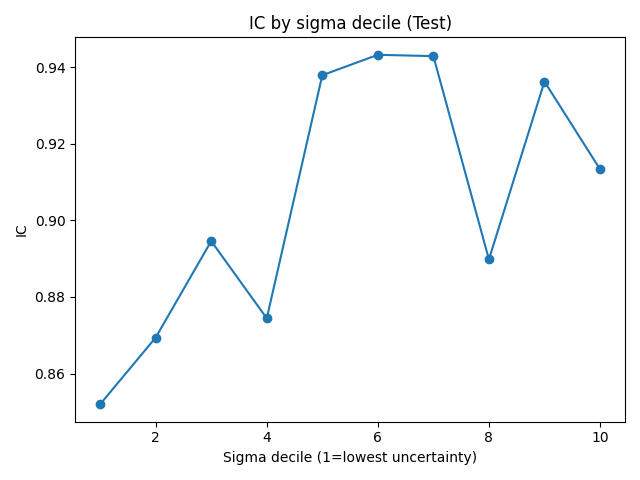 IC by sigma decile (Test)
IC
0.94
0.92
0.90
0.88
0.86
2 4 6 8 10
Sigma decile (1=lowest uncertainty)